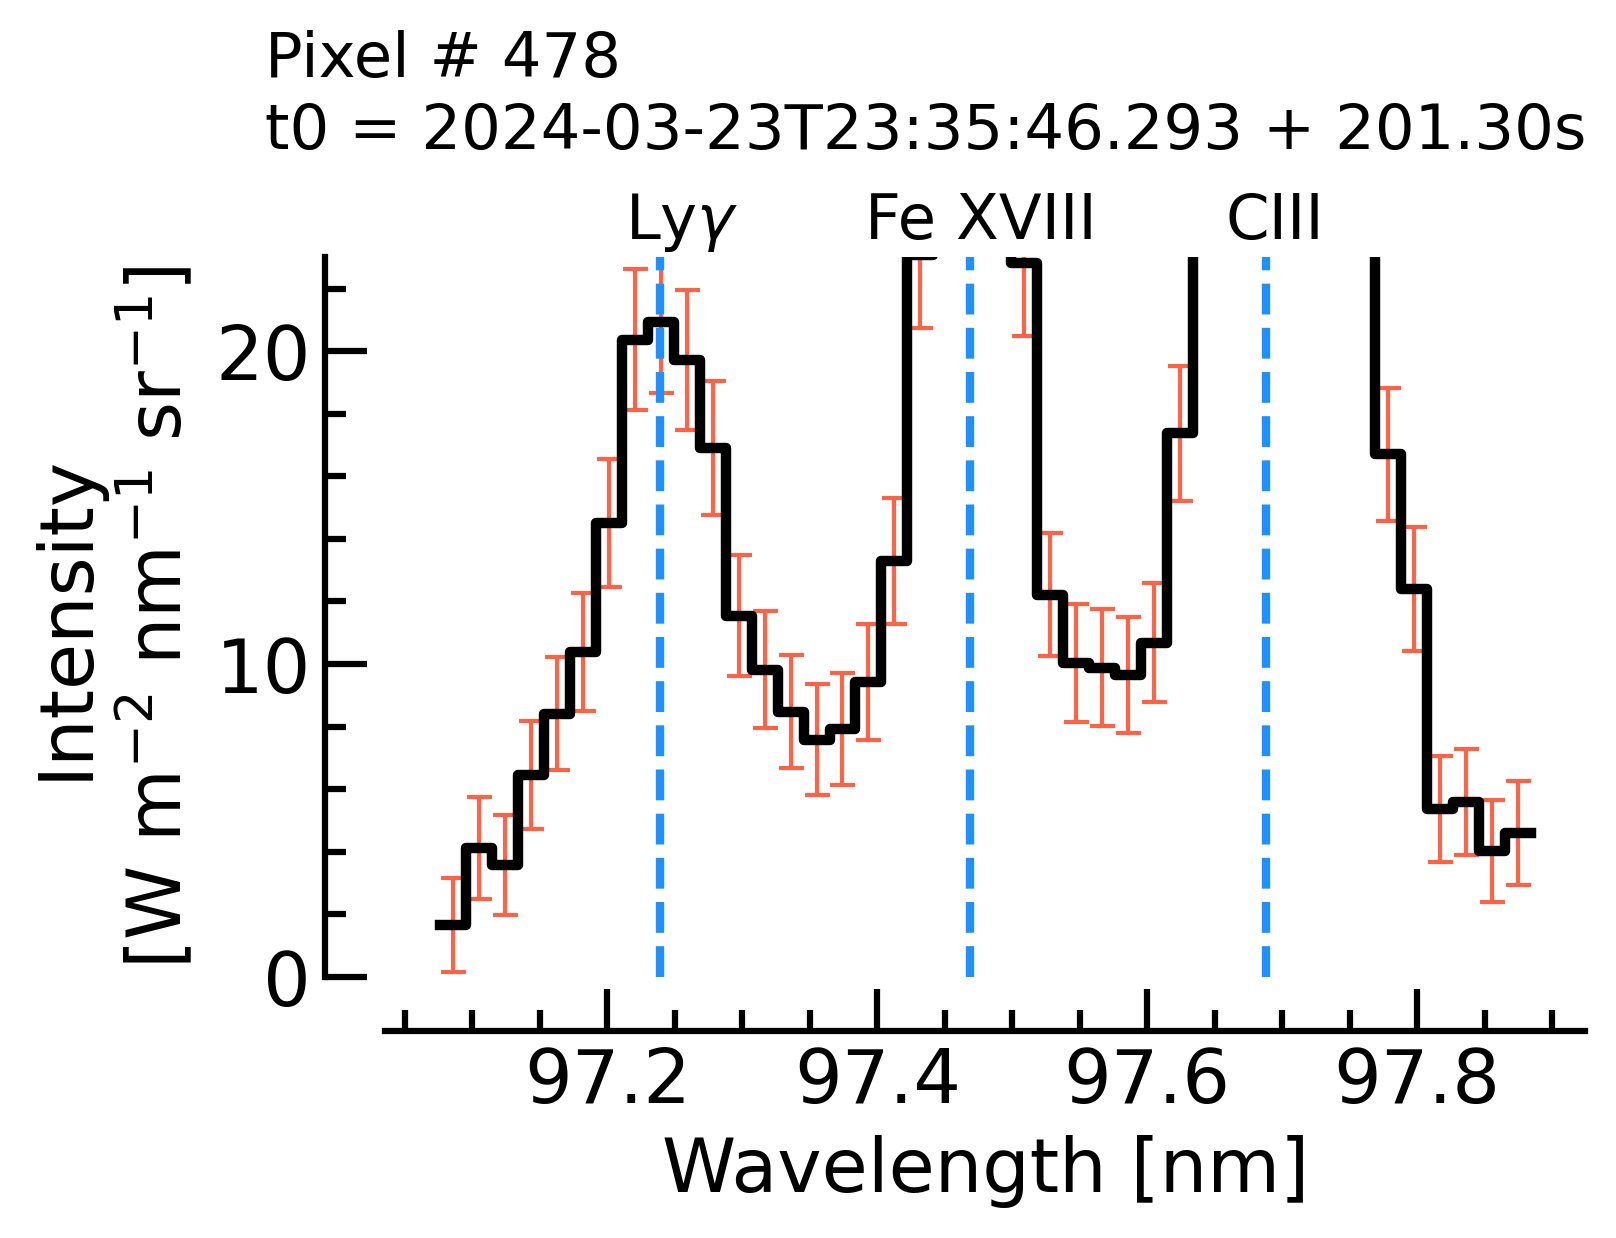 Pixel # 478
t0 = 2024-03-23T23:35:46.293 + 201.30s
Lyγ Fe XVIII CIII
Intensity
[W m⁻² nm⁻¹ sr⁻¹]
20
10
0
97.2 97.4 97.6 97.8
Wavelength [nm]